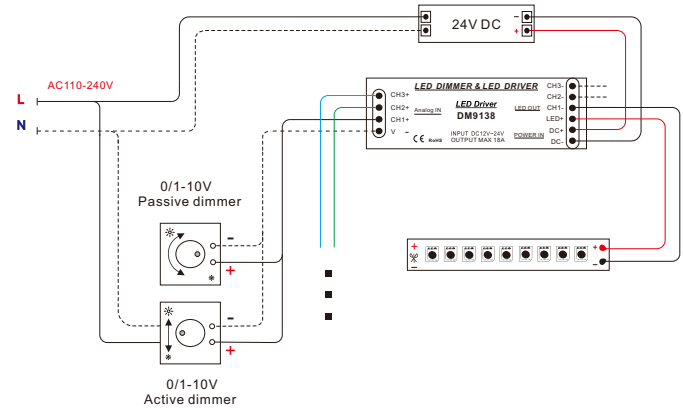 24V DC
−
+
AC110-240V
L
N
LED DIMMER & LED DRIVER
CH3+
CH2+
CH1+
V −
Analog IN
LED Driver
DM9138
CE RoHS
INPUT DC12V~24V
OUTPUT MAX 18A
LED OUT
POWER IN
CH3-
CH2-
CH1-
LED+
DC+
DC-
0/1-10V
Passive dimmer
-
+
+
−
+
−
-
+
0/1-10V
Active dimmer